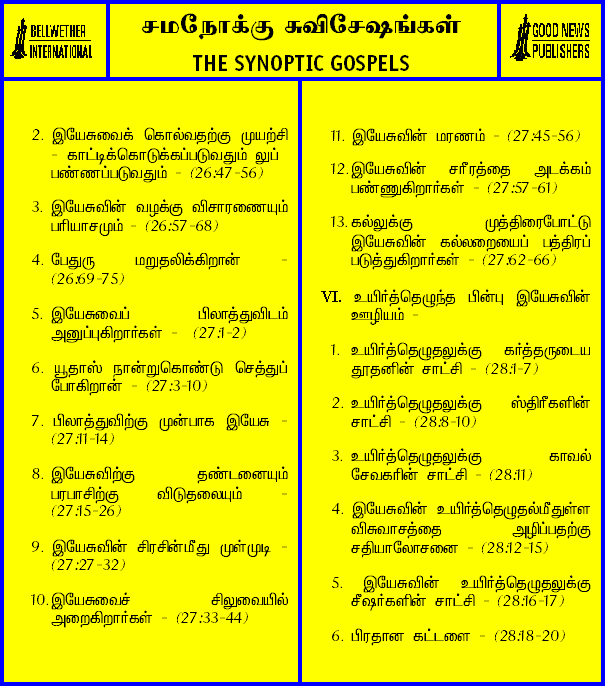 BELLWETHER
INTERNATIONAL
சமநோக்கு சுவிசேஷங்கள்
THE SYNOPTIC GOSPELS
GOOD NEWS
PUBLISHERS
2. இயேசுவைக் கொல்வதற்கு முயற்சி
- காட்டிக்கொடுக்கப்படுவதும் லுப்
பண்ணப்படுவதும் - (26:47-56)
3. இயேசுவின் வழக்கு விசாரணையும்
பரியாசமும் - (26:57-68)
4. பேதுரு மறுதலிக்கிறான் -
(26:69-75)
5. இயேசுவைப் பிலாத்துவிடம்
அனுப்புகிறார்கள் - (27:1-2)
6. யூதாஸ் நான்றுகொண்டு செத்துப்
போகிறான் - (27:3-10)
7. பிலாத்துவிற்கு முன்பாக இயேசு -
(27:11-14)
8. இயேசுவிற்கு தண்டனையும்
பரபாசிற்கு விடுதலையும் -
(27:15-26)
9. இயேசுவின் சிரசின்மீது முள்முடி -
(27:27-32)
10.இயேசுவைச் சிலுவையில்
அறைகிறார்கள் - (27:33-44)
11. இயேசுவின் மரணம் - (27:45-56)
12.இயேசுவின் சரீரத்தை அடக்கம்
பண்ணுகிறார்கள் - (27:57-61)
13.கல்லுக்கு முத்திரைபோட்டு
இயேசுவின் கல்லறையைப் பத்திரப்
படுத்துகிறார்கள் - (27:62-66)
VI. உயிர்த்தெழுந்த பின்பு இயேசுவின்
ஊழியம் -
1. உயிர்த்தெழுதலுக்கு கர்த்தருடைய
தூதனின் சாட்சி - (28:1-7)
2. உயிர்த்தெழுதலுக்கு ஸ்திரீகளின்
சாட்சி - (28:8-10)
3. உயிர்த்தெழுதலுக்கு காவல்
சேவகரின் சாட்சி - (28:11)
4. இயேசுவின் உயிர்த்தெழுதல்மீதுள்ள
விசுவாசத்தை அழிப்பதற்கு
சதியாலோசனை - (28:12-15)
5. இயேசுவின் உயிர்த்தெழுதலுக்கு
சீஷர்களின் சாட்சி - (28:16-17)
6. பிரதான கட்டளை - (28:18-20)